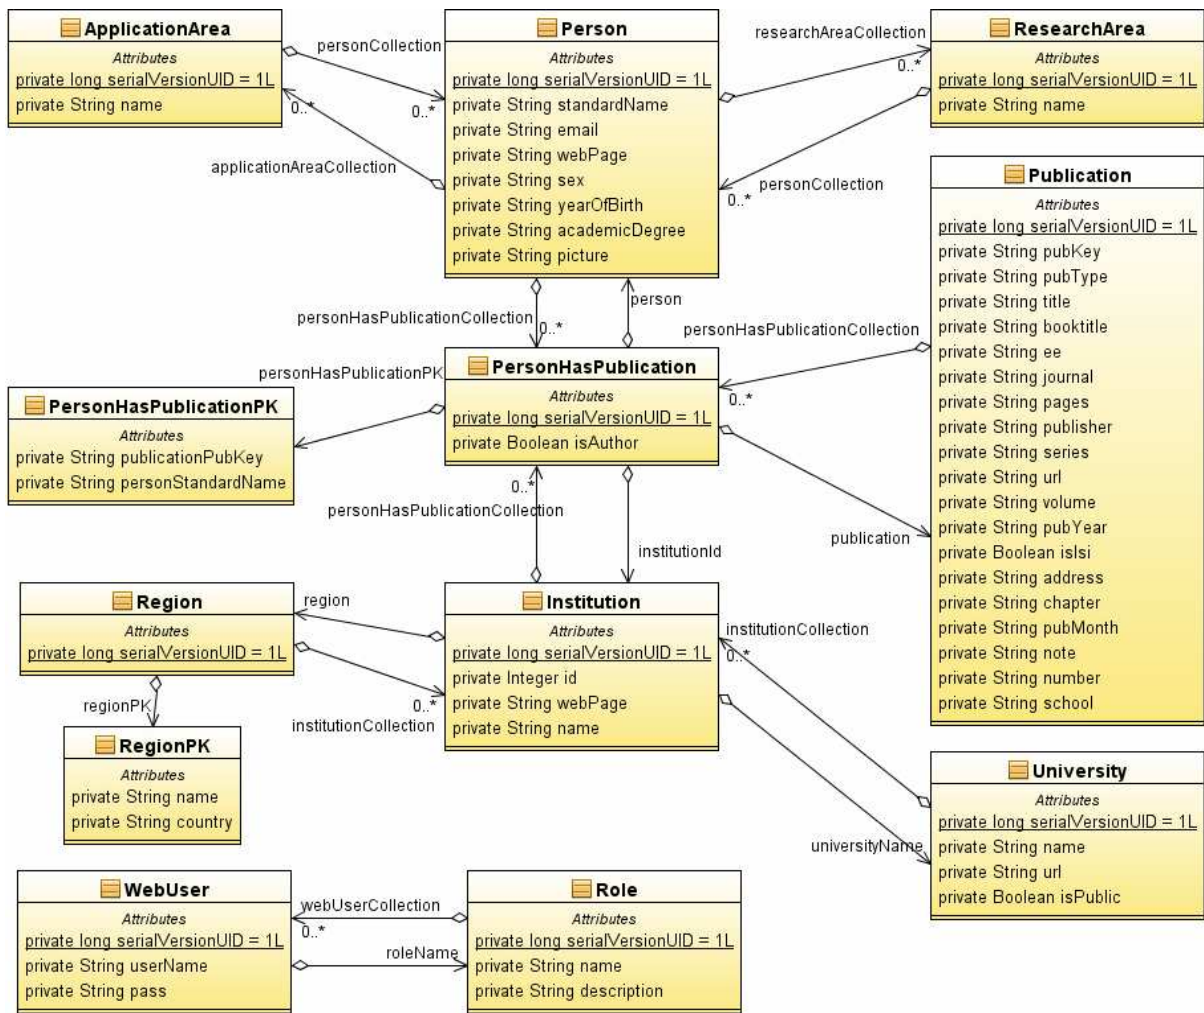 ApplicationArea
Attributes
private long serialVersionUID = 1L
private String name
personCollection
0..*
0..*
applicationAreaCollection
Person
Attributes
private long serialVersionUID = 1L
private String standardName
private String email
private String webPage
private String sex
private String yearOfBirth
private String academicDegree
private String picture
researchAreaCollection
0..*
personCollection
0..*
ResearchArea
Attributes
private long serialVersionUID = 1L
private String name
Publication
Attributes
private long serialVersionUID = 1L
private String pubKey
private String pubType
private String title
private String booktitle
private String ee
private String journal
private String pages
private String publisher
private String series
private String url
private String volume
private String pubYear
private Boolean isIsi
private String address
private String chapter
private String pubMonth
private String note
private String number
private String school
personHasPublicationCollection
0..*
person
personHasPublicationCollection
0..*
personHasPublicationPK
PersonHasPublication
Attributes
private long serialVersionUID = 1L
private Boolean isAuthor
PersonHasPublicationPK
Attributes
private String publicationPubKey
private String personStandardName
0..*
personHasPublicationCollection
institutionId
publication
Region
Attributes
private long serialVersionUID = 1L
region
0..*
institutionCollection
regionPK
RegionPK
Attributes
private String name
private String country
Institution
Attributes
private long serialVersionUID = 1L
private Integer id
private String webPage
private String name
institutionCollection
0..*
universityName
University
Attributes
private long serialVersionUID = 1L
private String name
private String url
private Boolean isPublic
WebUser
Attributes
private long serialVersionUID = 1L
private String userName
private String pass
webUserCollection
0..*
roleName
Role
Attributes
private long serialVersionUID = 1L
private String name
private String description